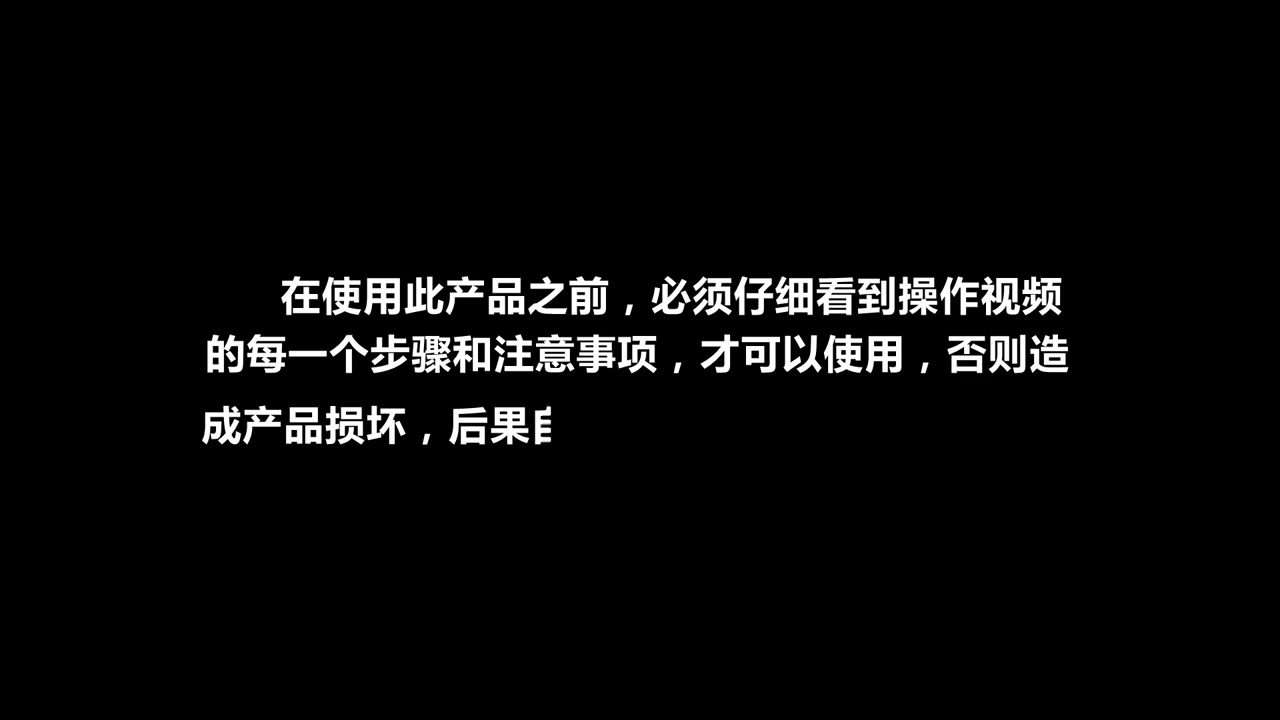 在使用此产品之前，必须仔细看到操作视频
的每一个步骤和注意事项，才可以使用，否则造
成产品损坏，后果